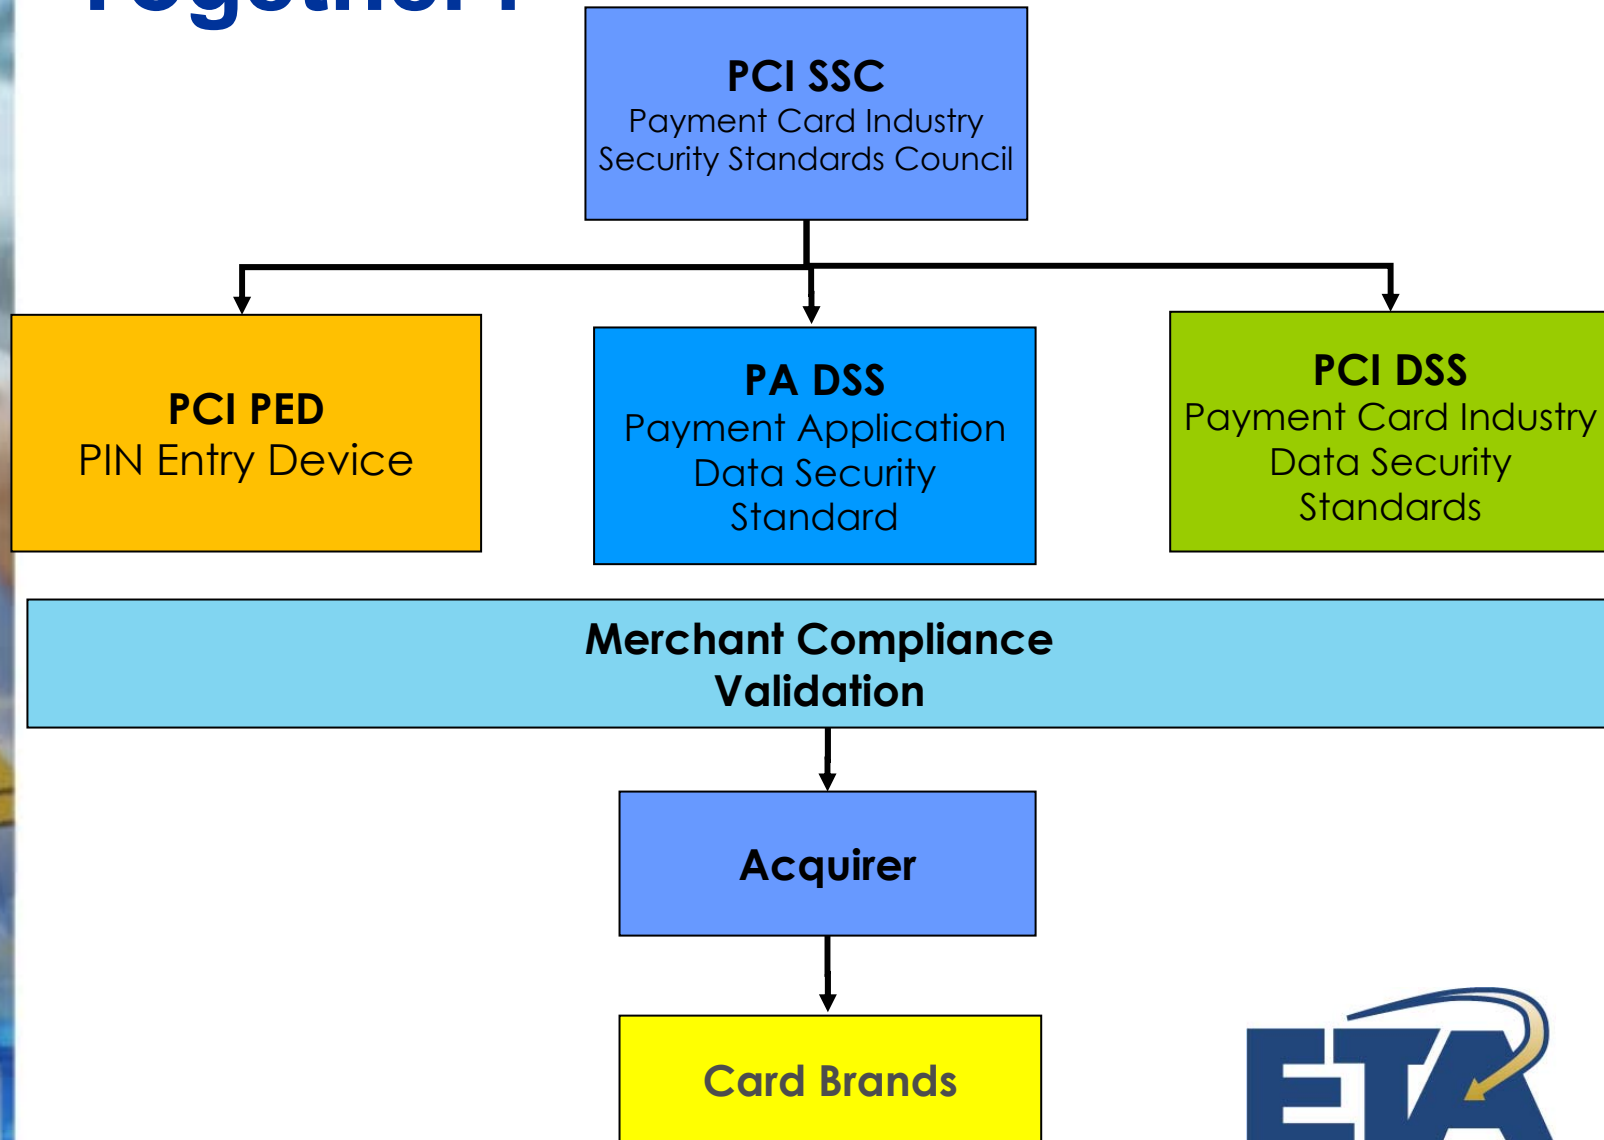 PCI SSC
Payment Card Industry
Security Standards Council
PCI PED
PIN Entry Device
PA DSS
Payment Application
Data Security
Standard
PCI DSS
Payment Card Industry
Data Security
Standards
Merchant Compliance
Validation
Acquirer
Card Brands
ETA